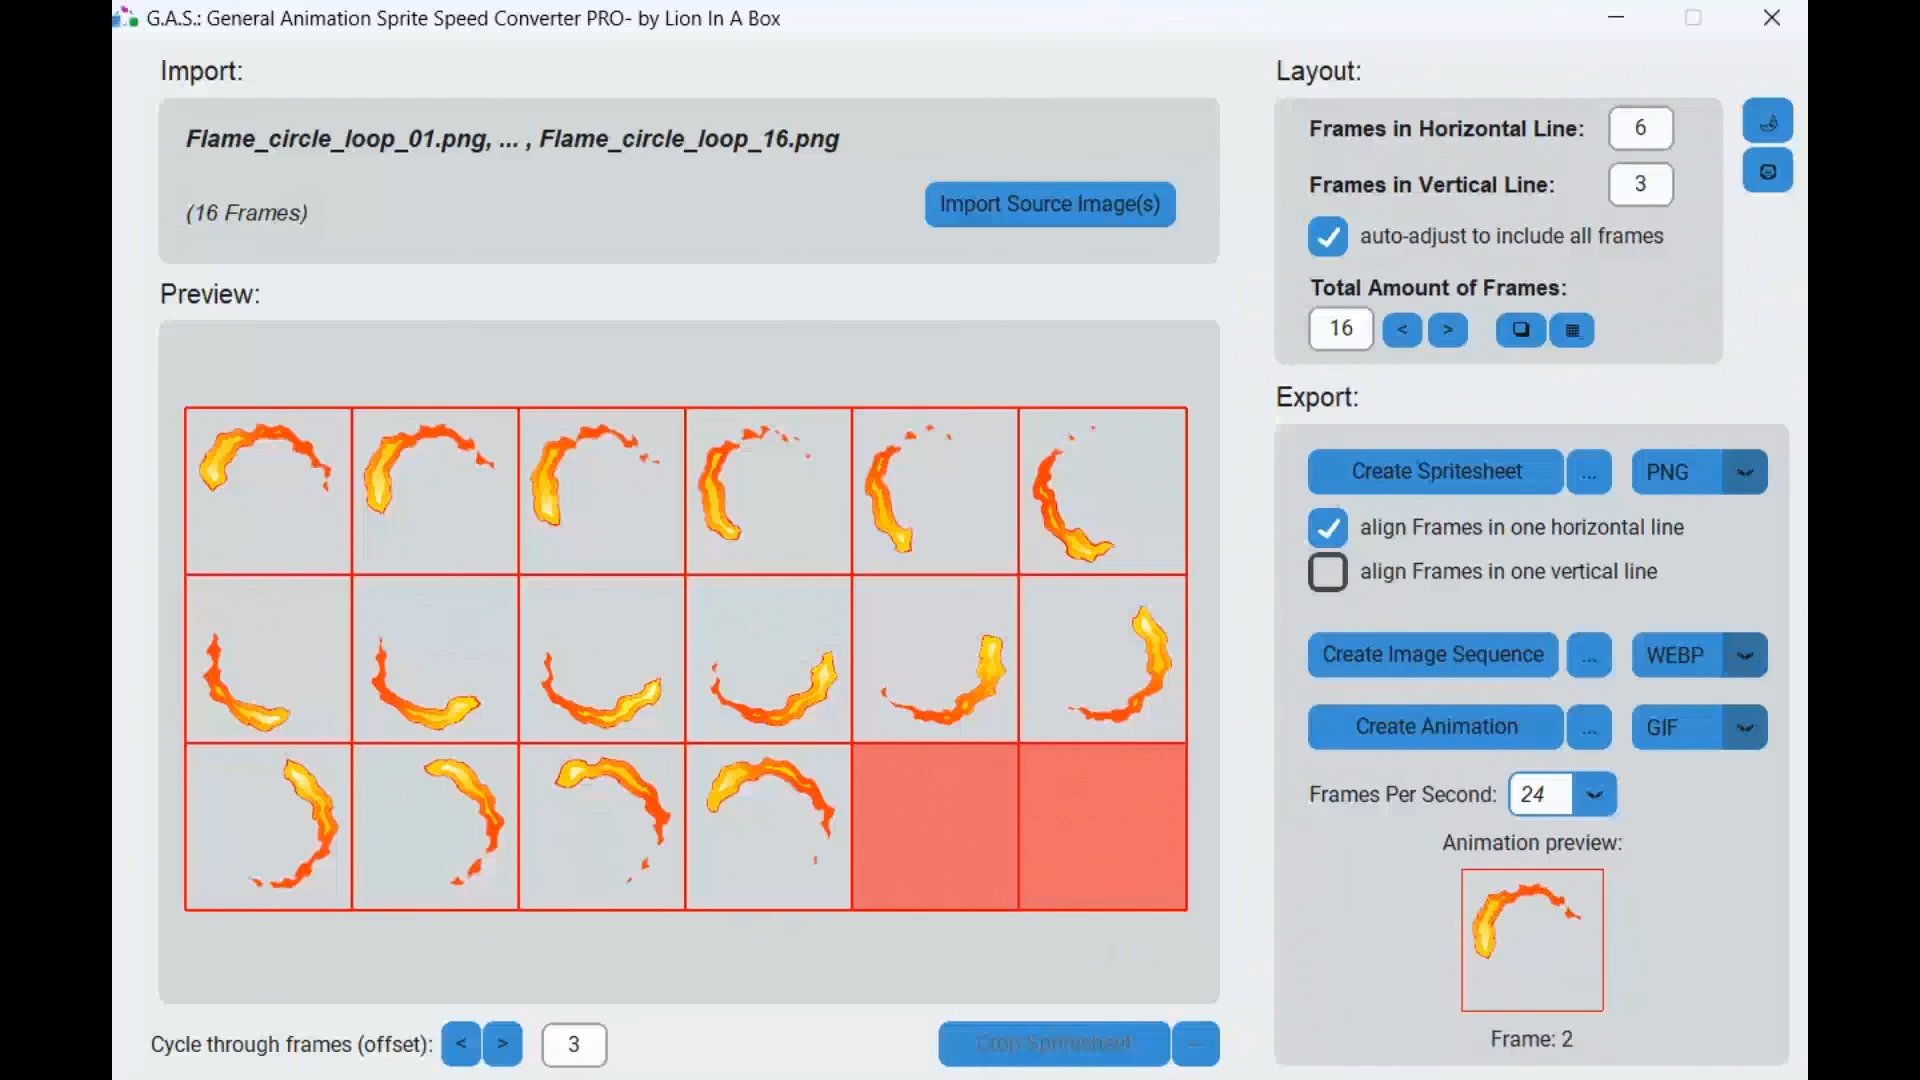 G.A.S.: General Animation Sprite Speed Converter PRO- by Lion In A Box
Import:
Flame_circle_loop_01.png, ... , Flame_circle_loop_16.png
(16 Frames)
Import Source Image(s)
Preview:
Cycle through frames (offset): < > 3
Crop Spritesheet ...
Layout:
Frames in Horizontal Line: 6
Frames in Vertical Line: 3
auto-adjust to include all frames
Total Amount of Frames:
16 < >
Export:
Create Spritesheet ... PNG
align Frames in one horizontal line
align Frames in one vertical line
Create Image Sequence ... WEBP
Create Animation ... GIF
Frames Per Second: 24
Animation preview:
Frame: 2